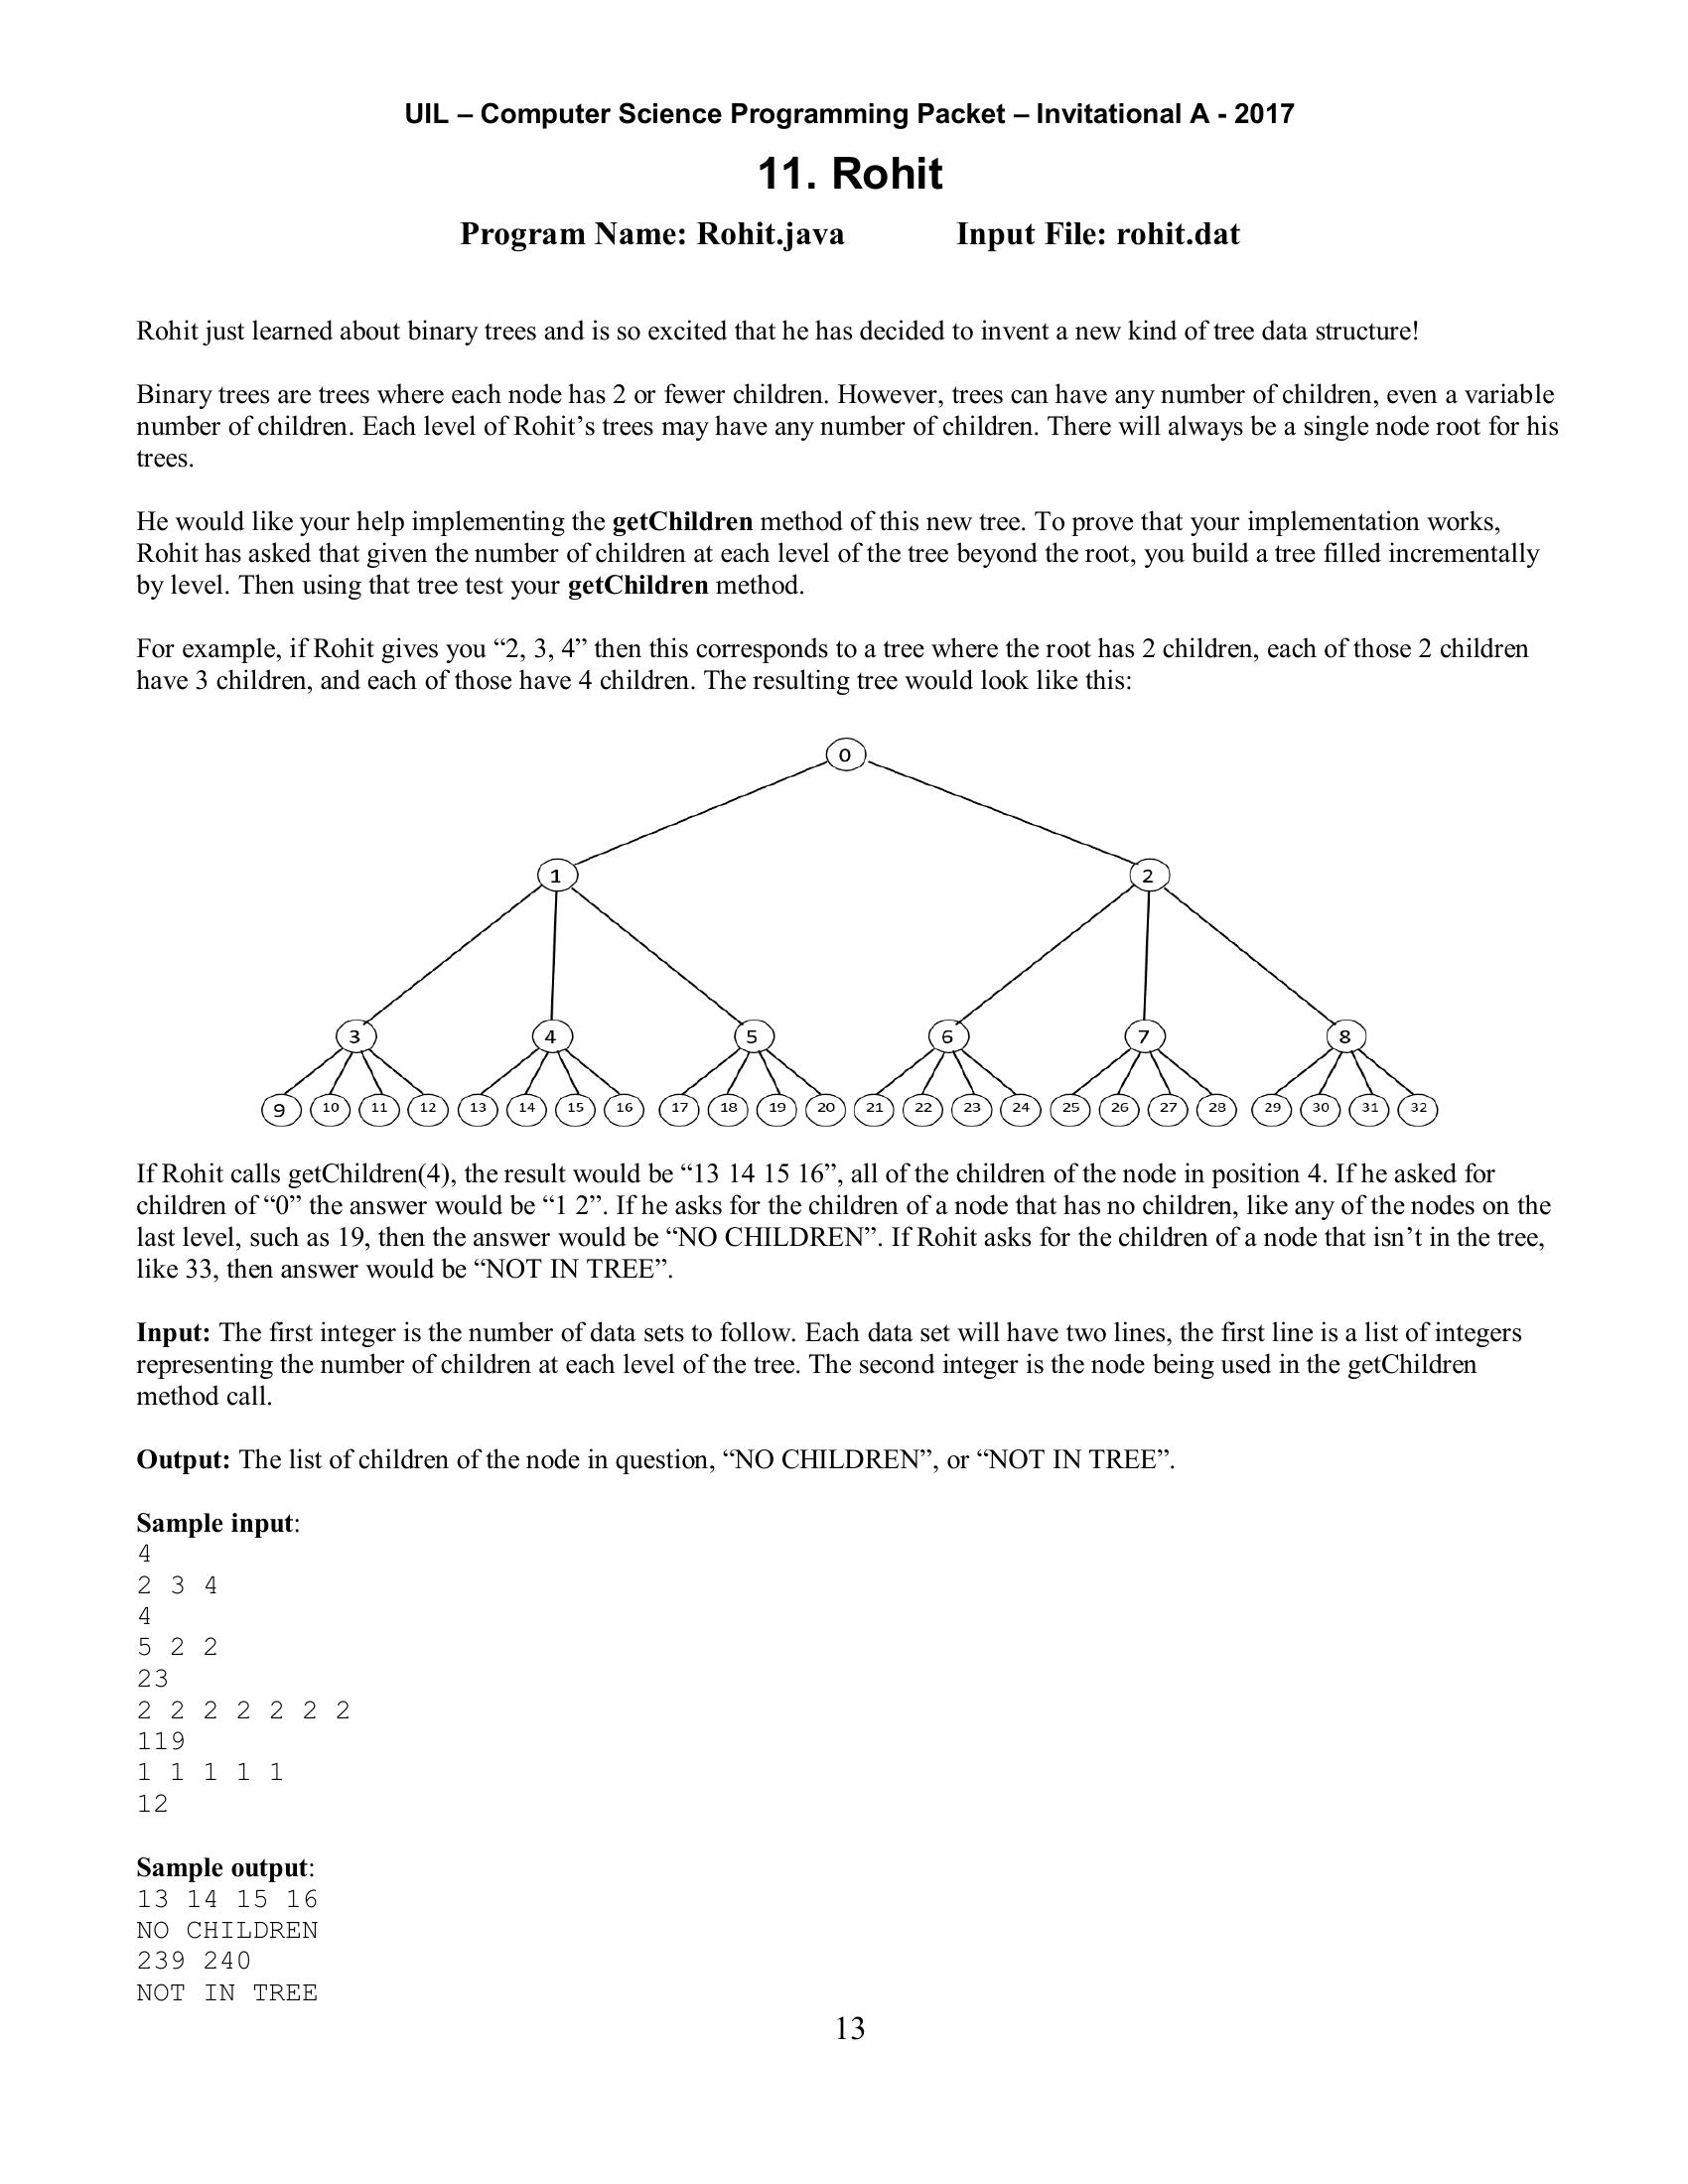 UIL – Computer Science Programming Packet – Invitational A - 2017
11. Rohit
Program Name: Rohit.java Input File: rohit.dat
Rohit just learned about binary trees and is so excited that he has decided to invent a new kind of tree data structure!
Binary trees are trees where each node has 2 or fewer children. However, trees can have any number of children, even a variable
number of children. Each level of Rohit’s trees may have any number of children. There will always be a single node root for his
trees.
He would like your help implementing the getChildren method of this new tree. To prove that your implementation works,
Rohit has asked that given the number of children at each level of the tree beyond the root, you build a tree filled incrementally
by level. Then using that tree test your getChildren method.
For example, if Rohit gives you “2, 3, 4” then this corresponds to a tree where the root has 2 children, each of those 2 children
have 3 children, and each of those have 4 children. The resulting tree would look like this:
0
1 2
3 4 5 6 7 8
9 10 11 12 13 14 15 16 17 18 19 20 21 22 23 24 25 26 27 28 29 30 31 32
If Rohit calls getChildren(4), the result would be “13 14 15 16”, all of the children of the node in position 4. If he asked for
children of “0” the answer would be “1 2”. If he asks for the children of a node that has no children, like any of the nodes on the
last level, such as 19, then the answer would be “NO CHILDREN”. If Rohit asks for the children of a node that isn’t in the tree,
like 33, then answer would be “NOT IN TREE”.
Input: The first integer is the number of data sets to follow. Each data set will have two lines, the first line is a list of integers
representing the number of children at each level of the tree. The second integer is the node being used in the getChildren
method call.
Output: The list of children of the node in question, “NO CHILDREN”, or “NOT IN TREE”.
Sample input:
4
2 3 4
4
5 2 2
23
2 2 2 2 2 2 2
119
1 1 1 1 1
12
Sample output:
13 14 15 16
NO CHILDREN
239 240
NOT IN TREE
13